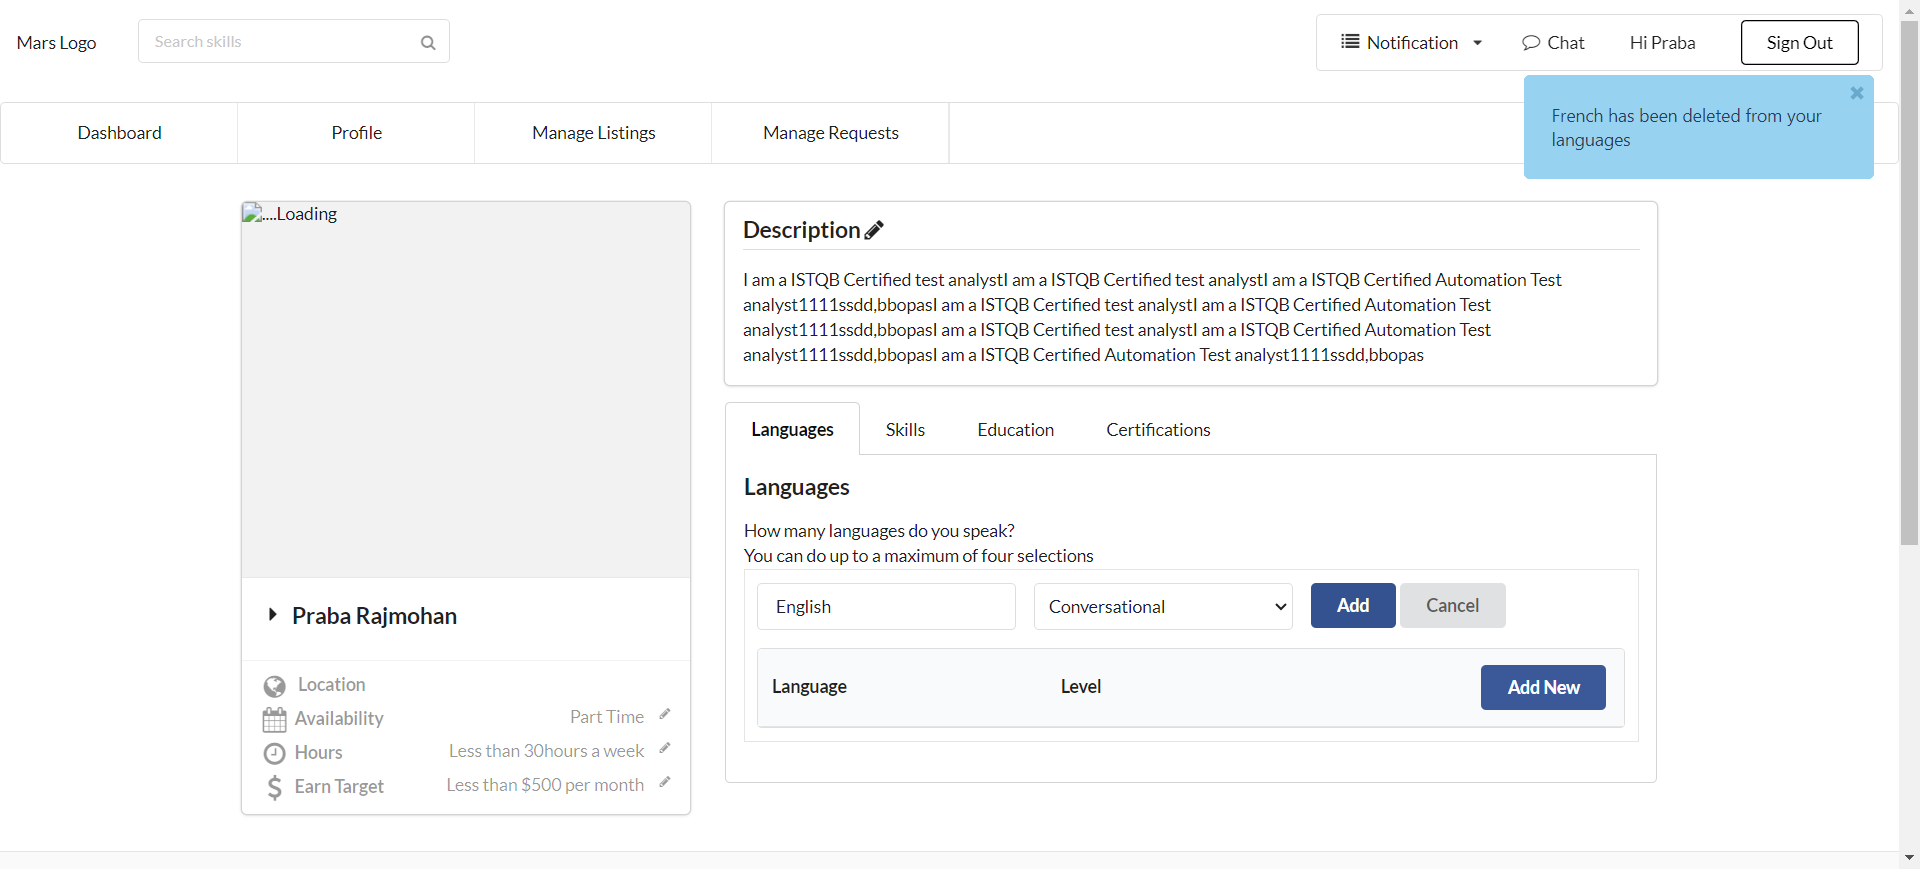 Mars Logo
Search skills
Notification
Chat
Hi Praba
Sign Out
French has been deleted from your
languages
Dashboard
Profile
Manage Listings
Manage Requests
....Loading
Praba Rajmohan
Location
Availability
Part Time
Hours
Less than 30hours a week
Earn Target
Less than $500 per month
Description
I am a ISTQB Certified test analystI am a ISTQB Certified test analystI am a ISTQB Certified Automation Test
analyst1111ssdd,bbopasI am a ISTQB Certified test analystI am a ISTQB Certified Automation Test
analyst1111ssdd,bbopasI am a ISTQB Certified test analystI am a ISTQB Certified Automation Test
analyst1111ssdd,bbopasI am a ISTQB Certified Automation Test analyst1111ssdd,bbopas
Languages
Skills
Education
Certifications
Languages
How many languages do you speak?
You can do up to a maximum of four selections
English
Conversational
Add
Cancel
Language
Level
Add New